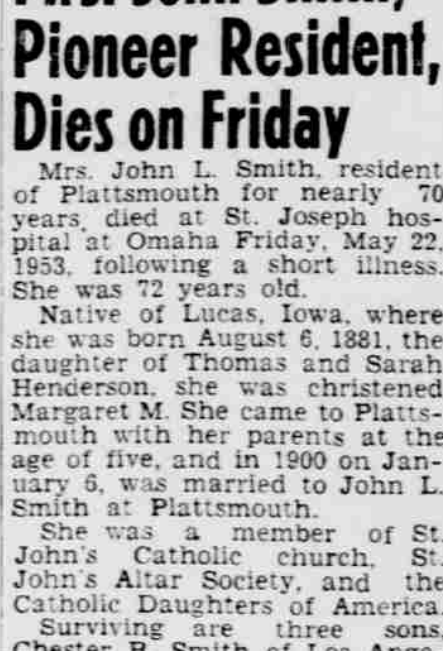 Pioneer Resident,
Dies on Friday
Mrs. John L. Smith, resident
of Plattsmouth for nearly 70
years, died at St. Joseph hos-
pital at Omaha Friday, May 22,
1953, following a short illness.
She was 72 years old.
Native of Lucas, Iowa, where
she was born August 6, 1881, the
daughter of Thomas and Sarah
Henderson, she was christened
Margaret M. She came to Platts-
mouth with her parents at the
age of five, and in 1900 on Jan-
uary 6, was married to John L.
Smith at Plattsmouth.
She was a member of St.
John's Catholic church, St.
John's Altar Society, and the
Catholic Daughters of America.
Surviving are three sons,
Chester B. Smith of Los Ange-